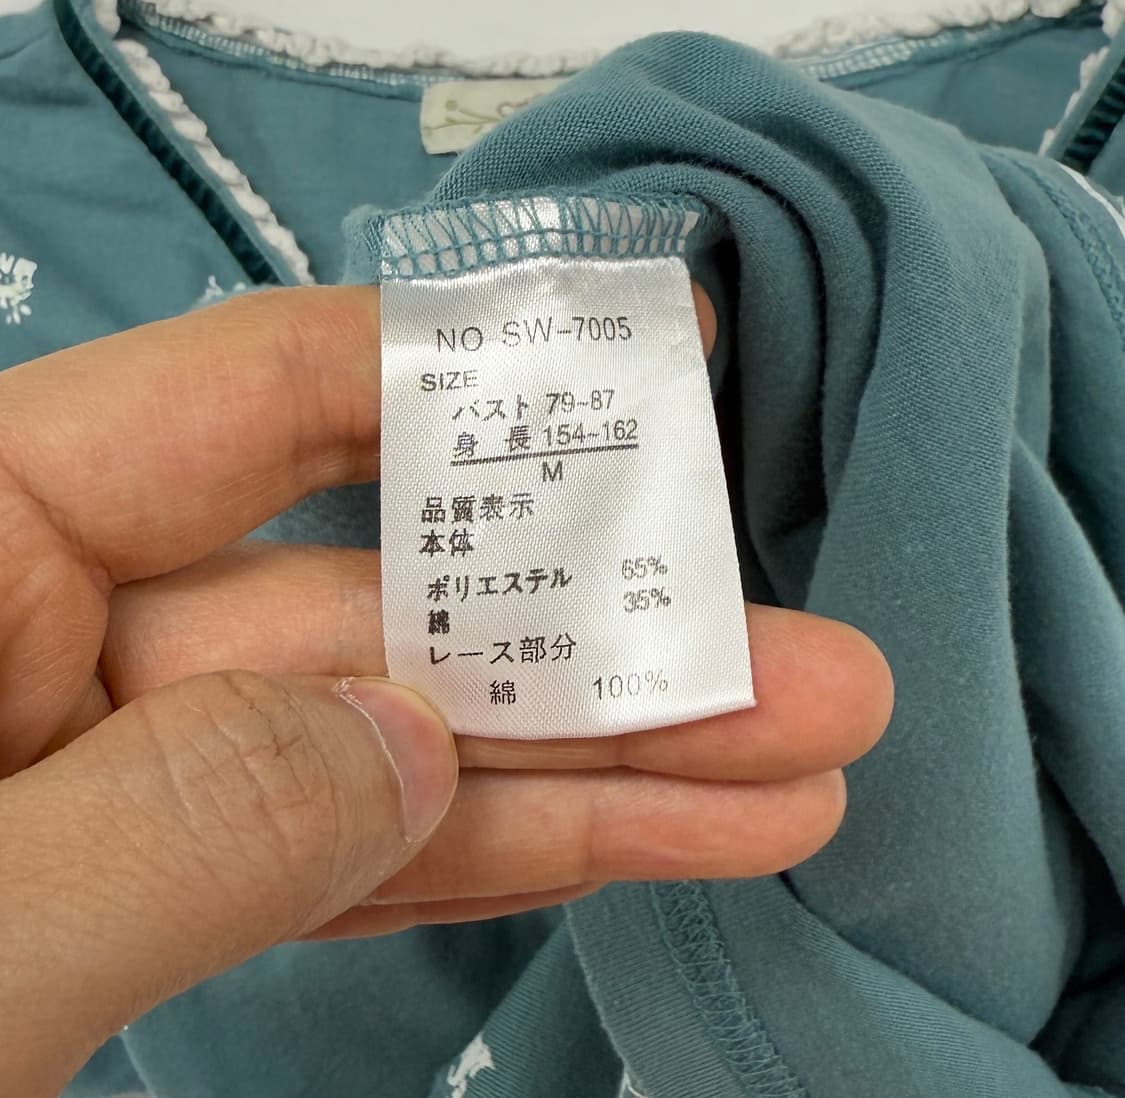 NO SW-7005
SIZE
バスト 79~87
身 長 154~162
M
品質表示
本体
ポリエステル 65%
綿 35%
レース部分
綿 100%